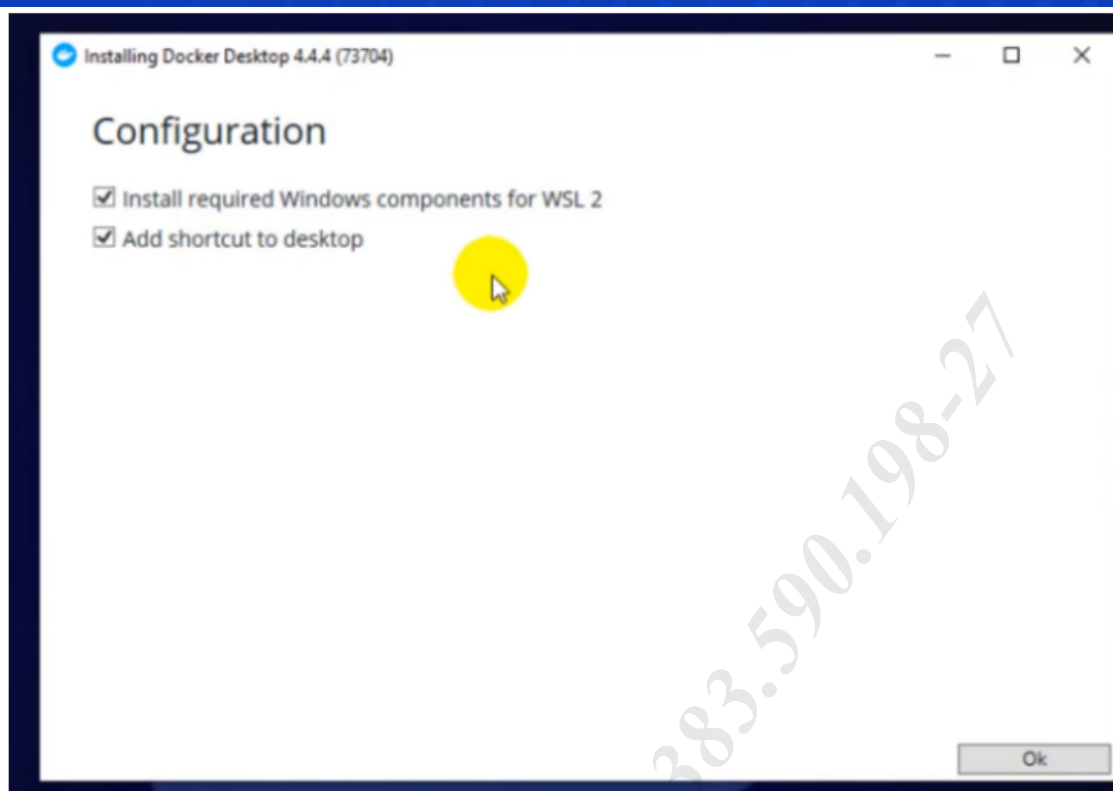 Installing Docker Desktop 4.4.4 (73704)
Configuration
Install required Windows components for WSL 2
Add shortcut to desktop
383.590.198-27
Ok